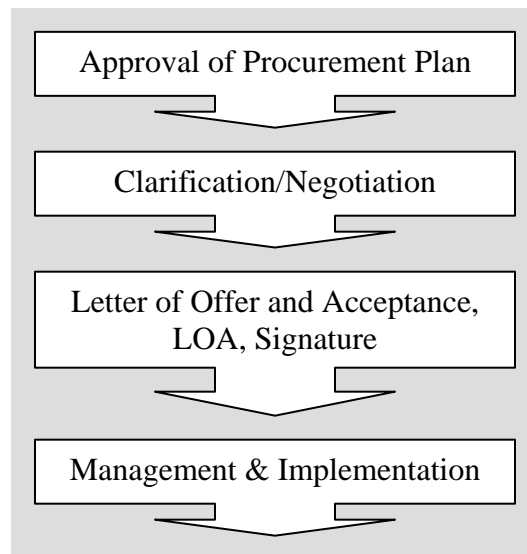 Approval of Procurement Plan
Clarification/Negotiation
Letter of Offer and Acceptance,
LOA, Signature
Management & Implementation